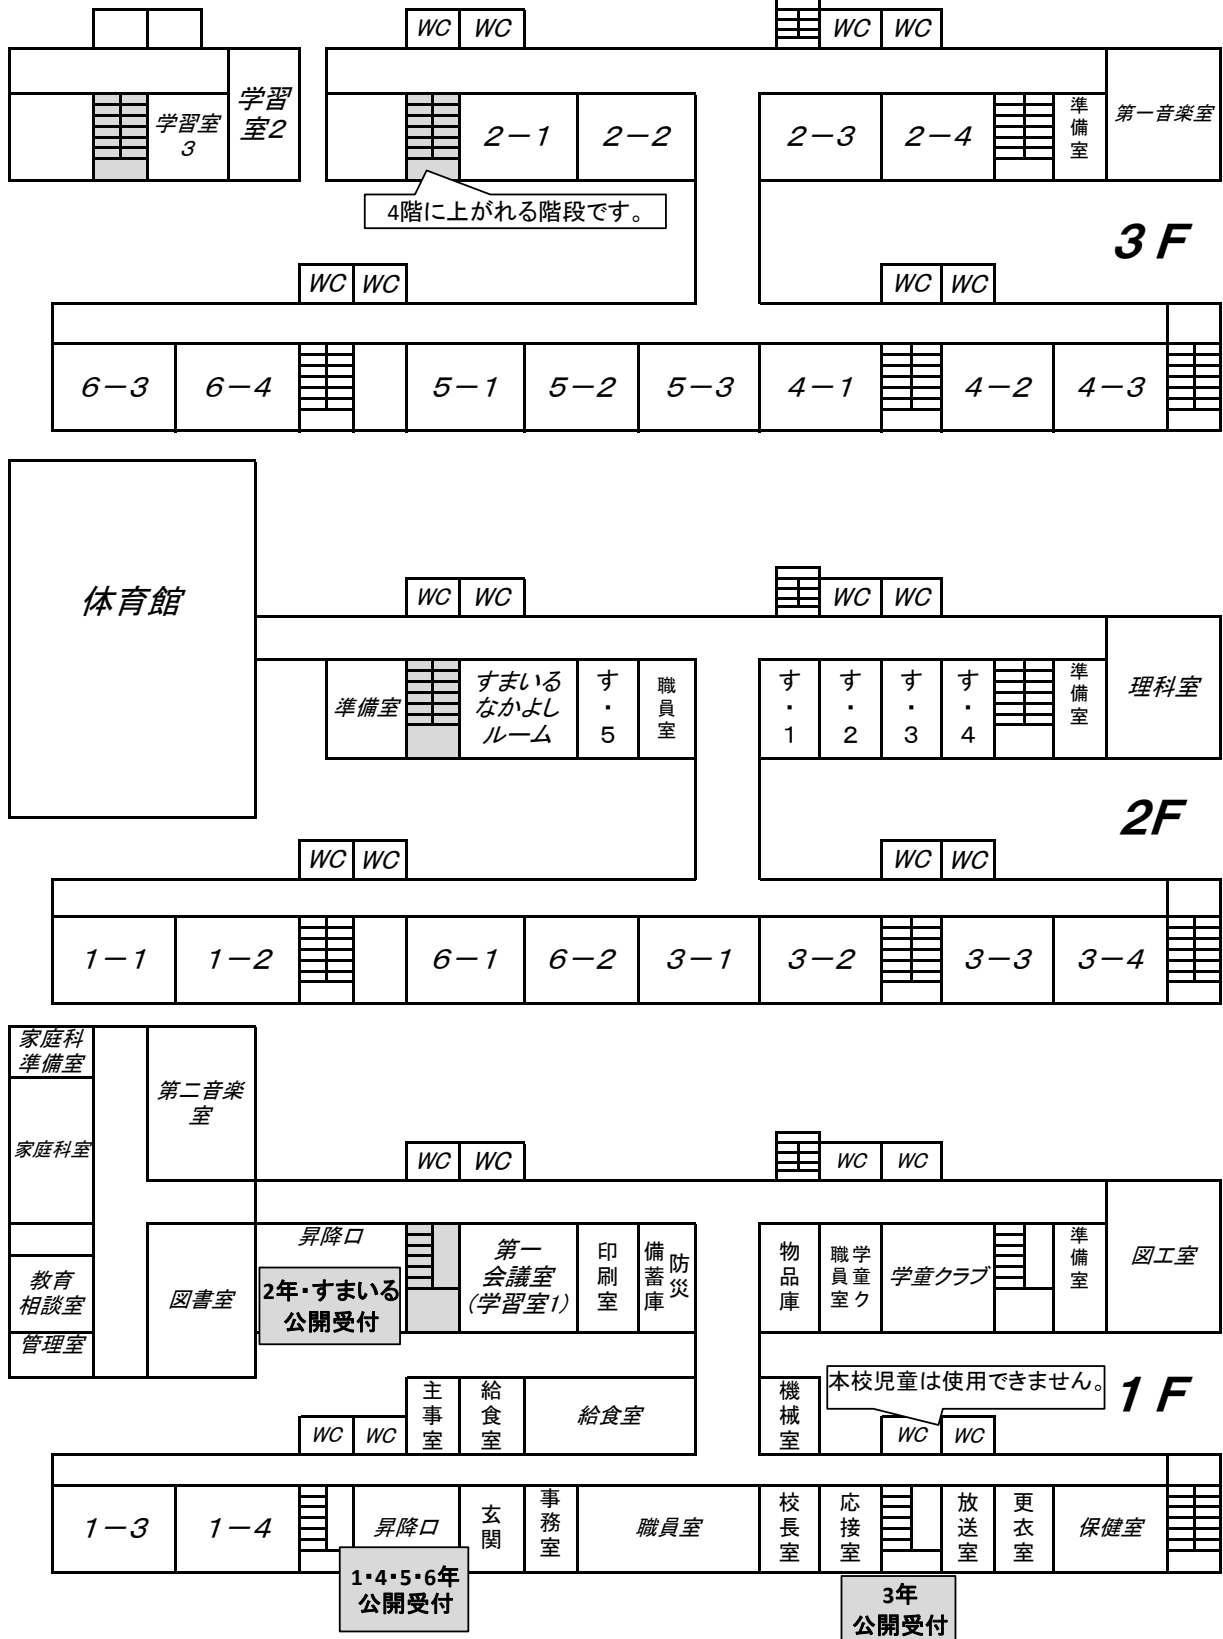 WC
WC
WC
WC
学習
室2
学習室
3
2-1
2-2
2-3
2-4
準備室
第一音楽室
4階に上がれる階段です。
3F
WC
WC
WC
WC
6-3
6-4
5-1
5-2
5-3
4-1
4-2
4-3
体育館
WC
WC
WC
WC
準備室
すまいる
なかよし
ルーム
す・5
職員室
す・1
す・2
す・3
す・4
準備室
理科室
2F
WC
WC
WC
WC
1-1
1-2
6-1
6-2
3-1
3-2
3-3
3-4
家庭科
準備室
第二音楽
室
家庭科室
WC
WC
WC
WC
教育
相談室
管理室
図書室
昇降口
2年・すまいる
公開受付
第一
会議室
(学習室1)
印刷室
防災
備蓄庫
物品庫
学童ク
職員室
学童クラブ
準備室
図工室
1F
本校児童は使用できません。
主事室
給食室
給食室
機械室
WC
WC
WC
WC
1-3
1-4
昇降口
玄関
事務室
職員室
校長室
応接室
放送室
更衣室
保健室
1・4・5・6年
公開受付
3年
公開受付